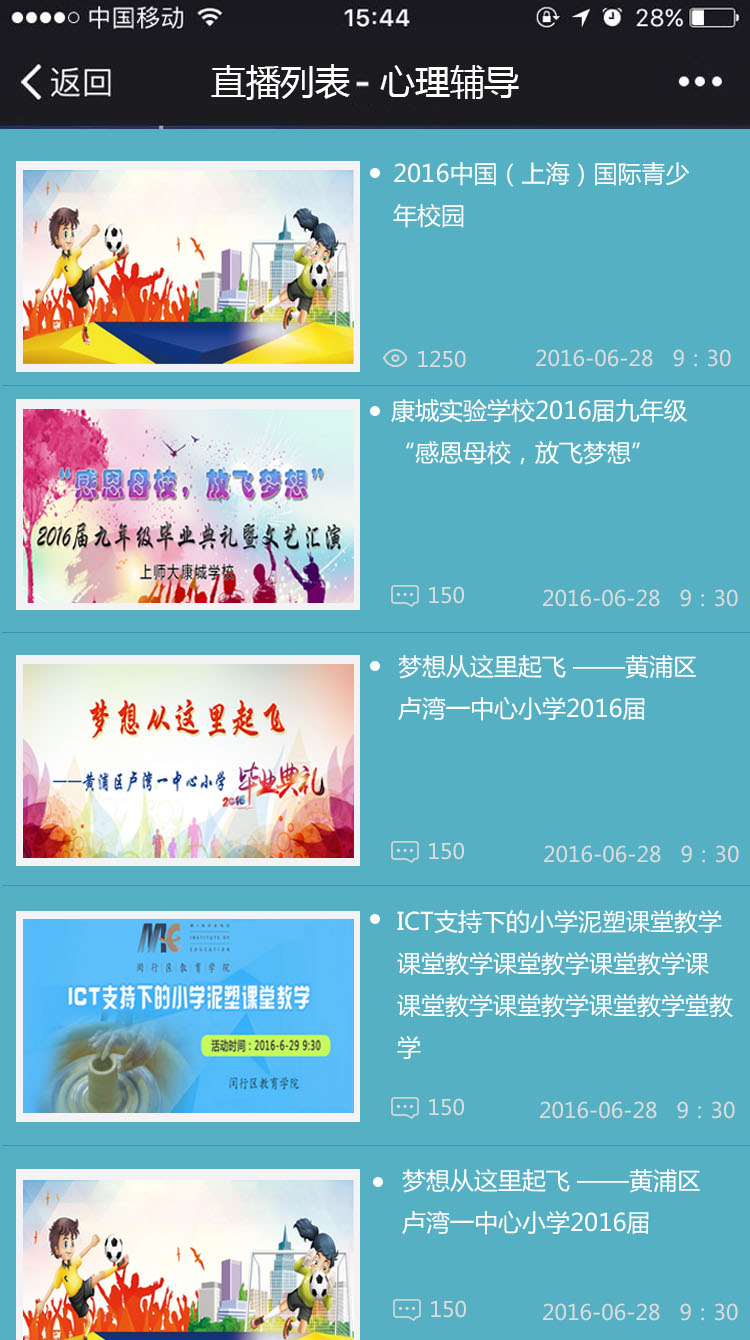 中国移动
15:44
28%
返回
直播列表 - 心理辅导
2016中国（上海）国际青少
年校园
1250
2016-06-28 9：30
“感恩母校，放飞梦想”
2016届九年级毕业典礼暨文艺汇演
上师大康城学校
康城实验学校2016届九年级
“感恩母校，放飞梦想”
150
2016-06-28 9：30
梦想从这里起飞
——黄浦区卢湾一中心小学
2016
毕业典礼
梦想从这里起飞 ——黄浦区
卢湾一中心小学2016届
150
2016-06-28 9：30
MINHANG
INSTITUTE OF
EDUCATION
闵行区教育学院
ICT支持下的小学泥塑课堂教学
活动时间：2016-6-29 9:30
闵行区教育学院
ICT支持下的小学泥塑课堂教学
课堂教学课堂教学课堂教学课
课堂教学课堂教学课堂教学堂教
学
150
2016-06-28 9：30
梦想从这里起飞 ——黄浦区
卢湾一中心小学2016届
150
2016-06-28 9：30